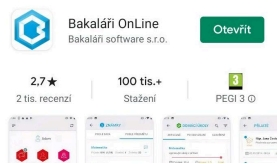 Bakaláři OnLine
Bakaláři software s.r.o.
Otevřít
2,7★
2 tis. recenzí
100 tis.+
Stažení
3
PEGI 3